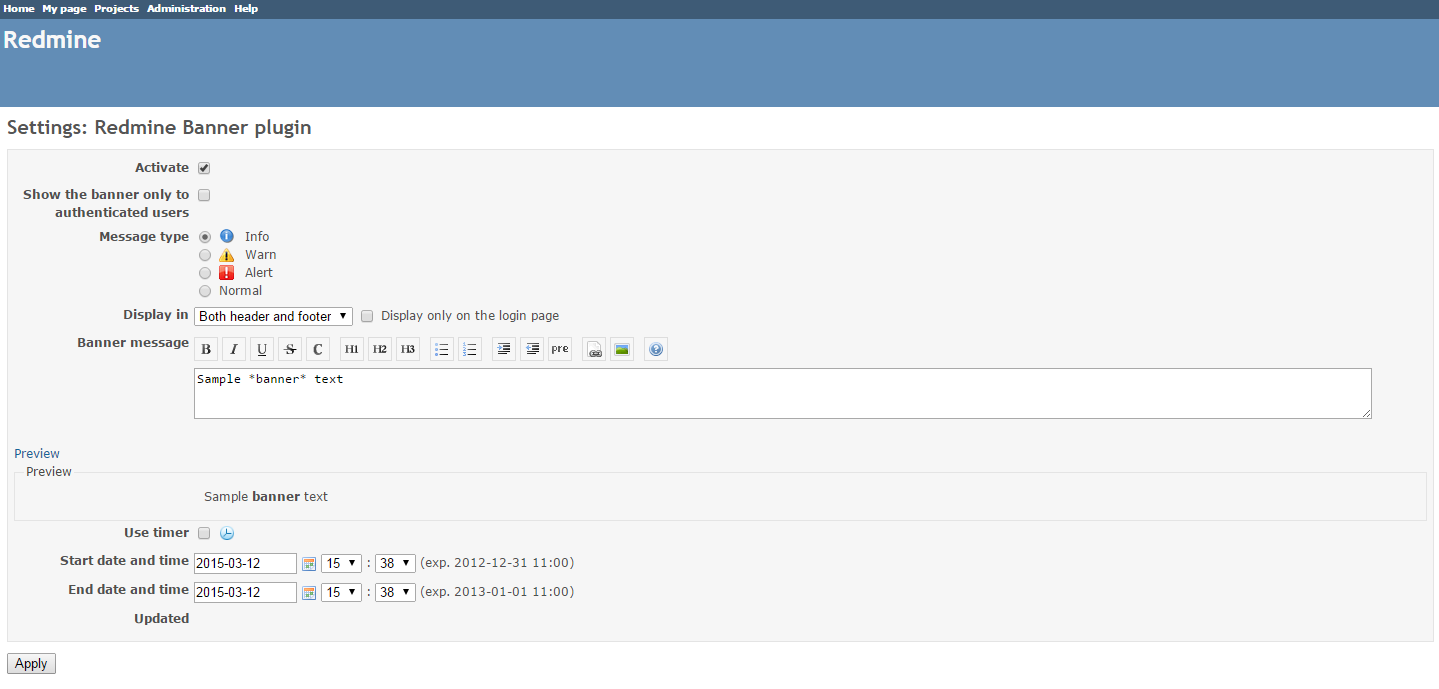 Home My page Projects Administration Help
Redmine
Settings: Redmine Banner plugin
Activate
Show the banner only to
authenticated users
Message type
Info
Warn
Alert
Normal
Display in Both header and footer Display only on the login page
Banner message B I U S C H1 H2 H3 pre
Sample *banner* text
Preview
Preview
Sample banner text
Use timer
Start date and time 2015-03-12 15 : 38 (exp. 2012-12-31 11:00)
End date and time 2015-03-12 15 : 38 (exp. 2013-01-01 11:00)
Updated
Apply